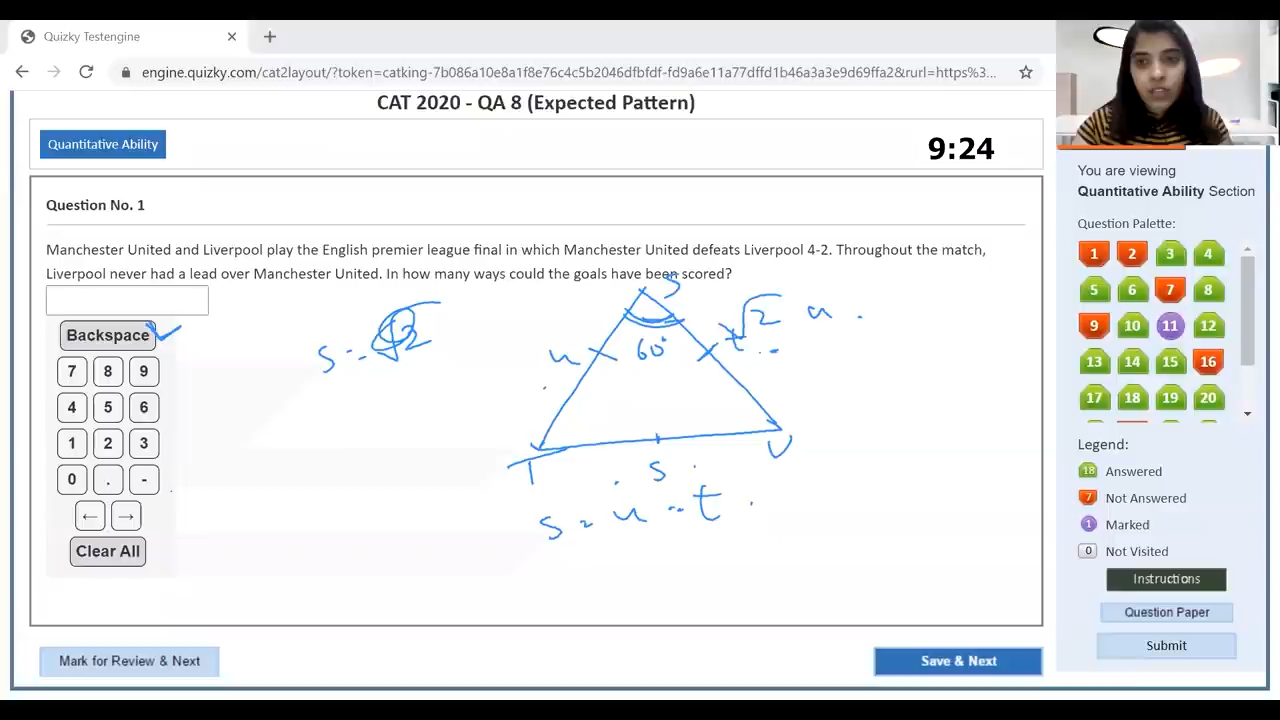 Quizky Testengine
engine.quizky.com/cat2layout/?token=catking-7b086a10e8a1f8e76c4c5b2046dfbfdf-fd9a6e11a77dffd1b46a3a3e9d69ffa2&rurl=https%3...
CAT 2020 - QA 8 (Expected Pattern)
Quantitative Ability
9:24
Question No. 1
Manchester United and Liverpool play the English premier league final in which Manchester United defeats Liverpool 4-2. Throughout the match,
Liverpool never had a lead over Manchester United. In how many ways could the goals have been scored?
Backspace
7 8 9
4 5 6
1 2 3
0 . -
← →
Clear All
S
u
60°
t
√2 u.
T
U
s
s = u = t
Mark for Review & Next
Save & Next
You are viewing
Quantitative Ability Section
Question Palette:
1 2 3 4
5 6 7 8
9 10 11 12
13 14 15 16
17 18 19 20
Legend:
18 Answered
7 Not Answered
1 Marked
0 Not Visited
Instructions
Question Paper
Submit